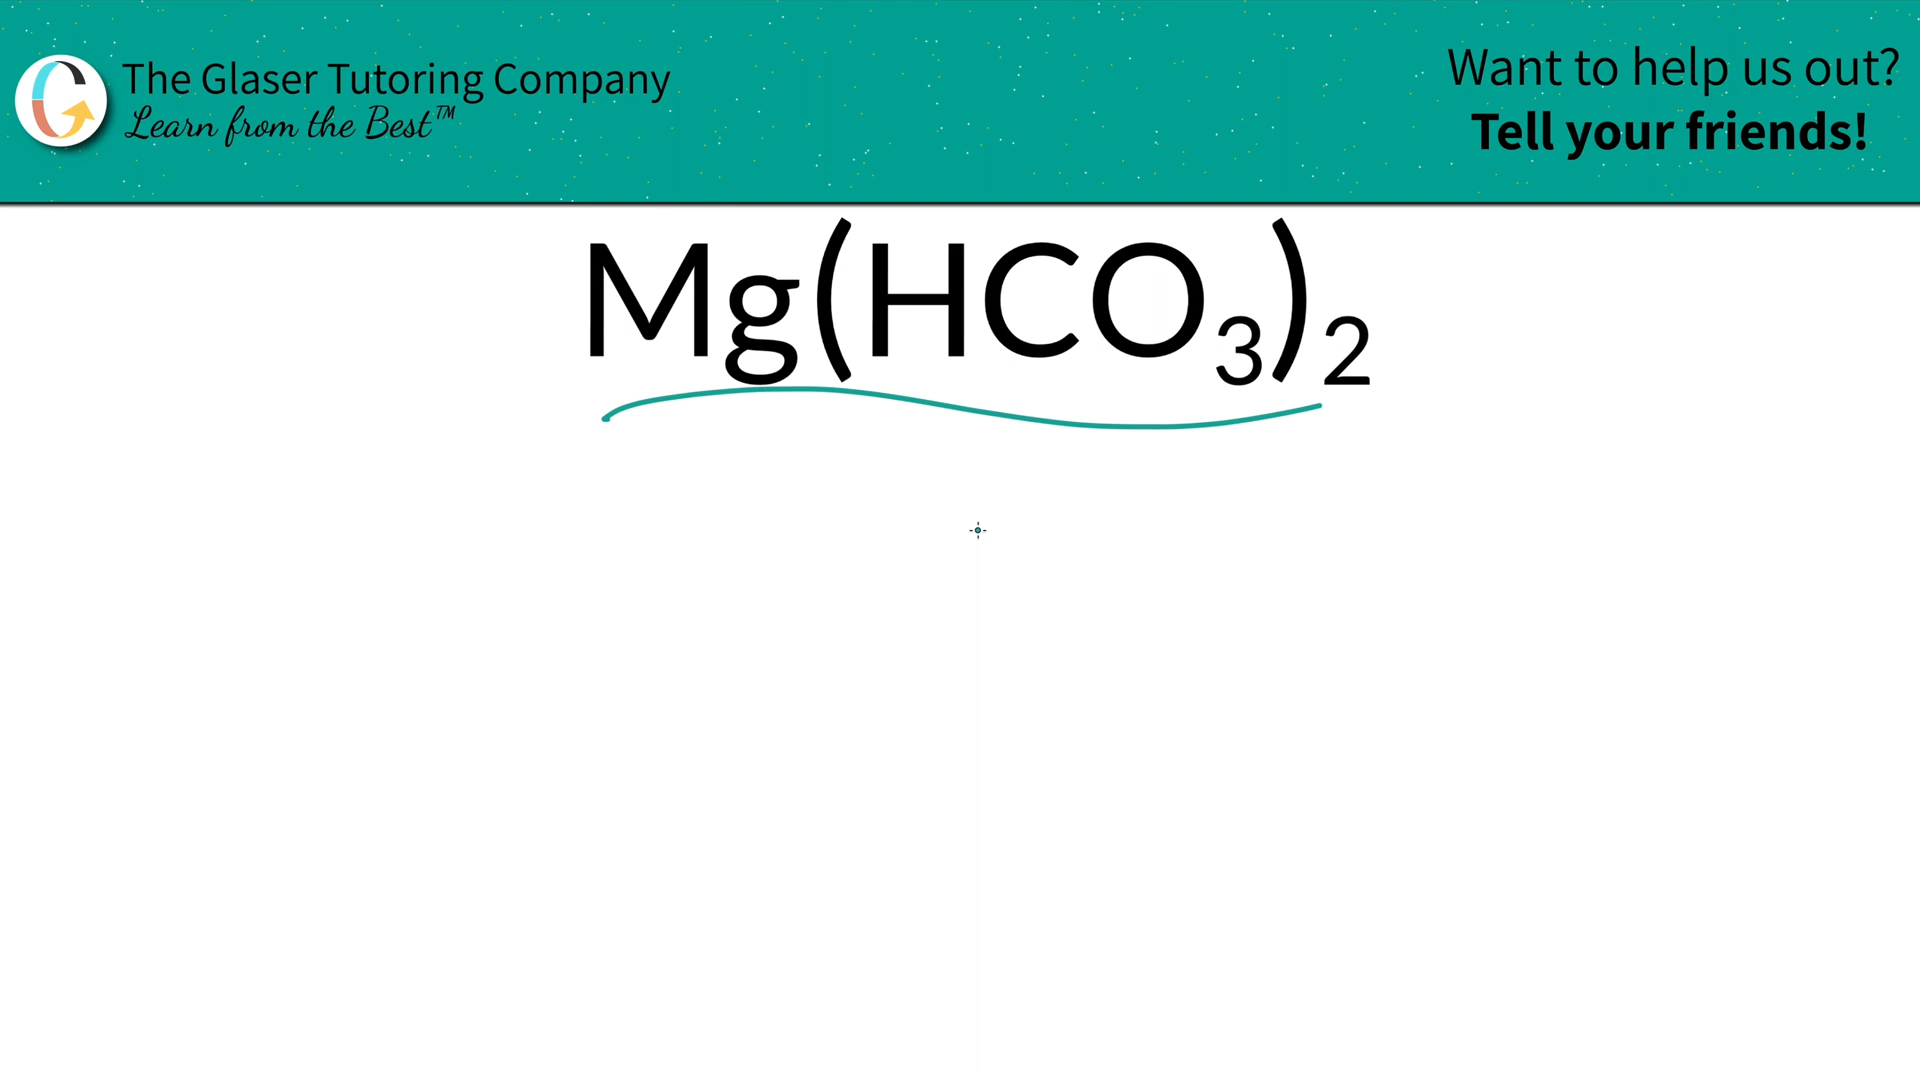 The Glaser Tutoring Company
Learn from the Best™
Want to help us out?
Tell your friends!
Mg(HCO₃)₂